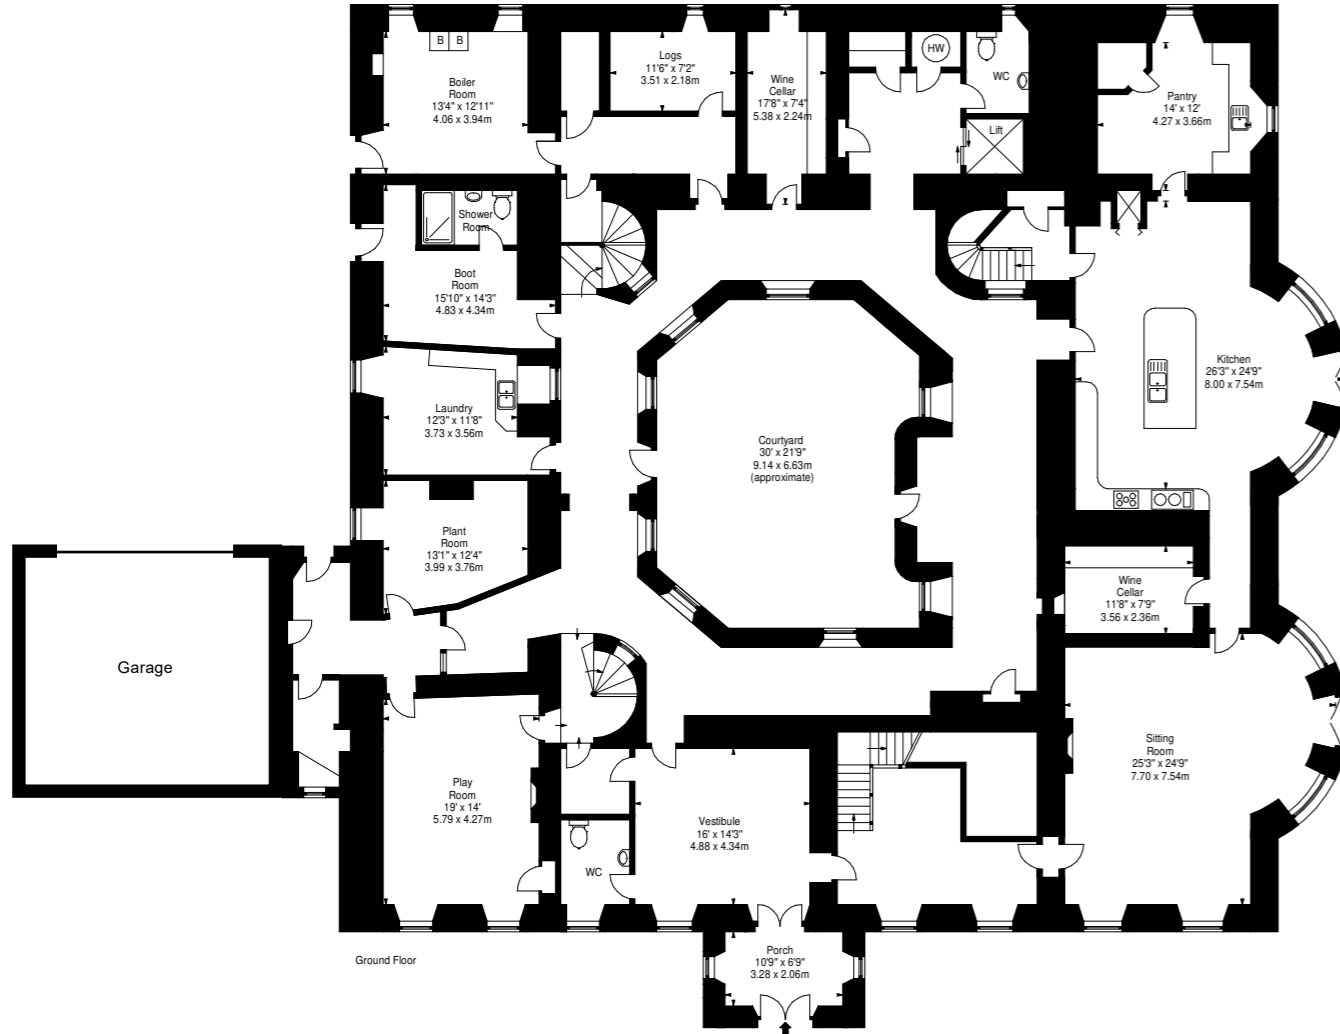 B B
Boiler
Room
13'4" x 12'11"
4.06 x 3.94m
Logs
11'6" x 7'2"
3.51 x 2.18m
Wine
Cellar
17'8" x 7'4"
5.38 x 2.24m
HW
WC
Lift
Pantry
14' x 12'
4.27 x 3.66m
Shower
Room
Boot
Room
15'10" x 14'3"
4.83 x 4.34m
Laundry
12'3" x 11'8"
3.73 x 3.56m
Courtyard
30' x 21'9"
9.14 x 6.63m
(approximate)
Kitchen
26'3" x 24'9"
8.00 x 7.54m
Plant
Room
13'1" x 12'4"
3.99 x 3.76m
Wine
Cellar
11'8" x 7'9"
3.56 x 2.36m
Garage
Play
Room
19' x 14'
5.79 x 4.27m
WC
Vestibule
16' x 14'3"
4.88 x 4.34m
Sitting
Room
25'3" x 24'9"
7.70 x 7.54m
Porch
10'9" x 6'9"
3.28 x 2.06m
Ground Floor